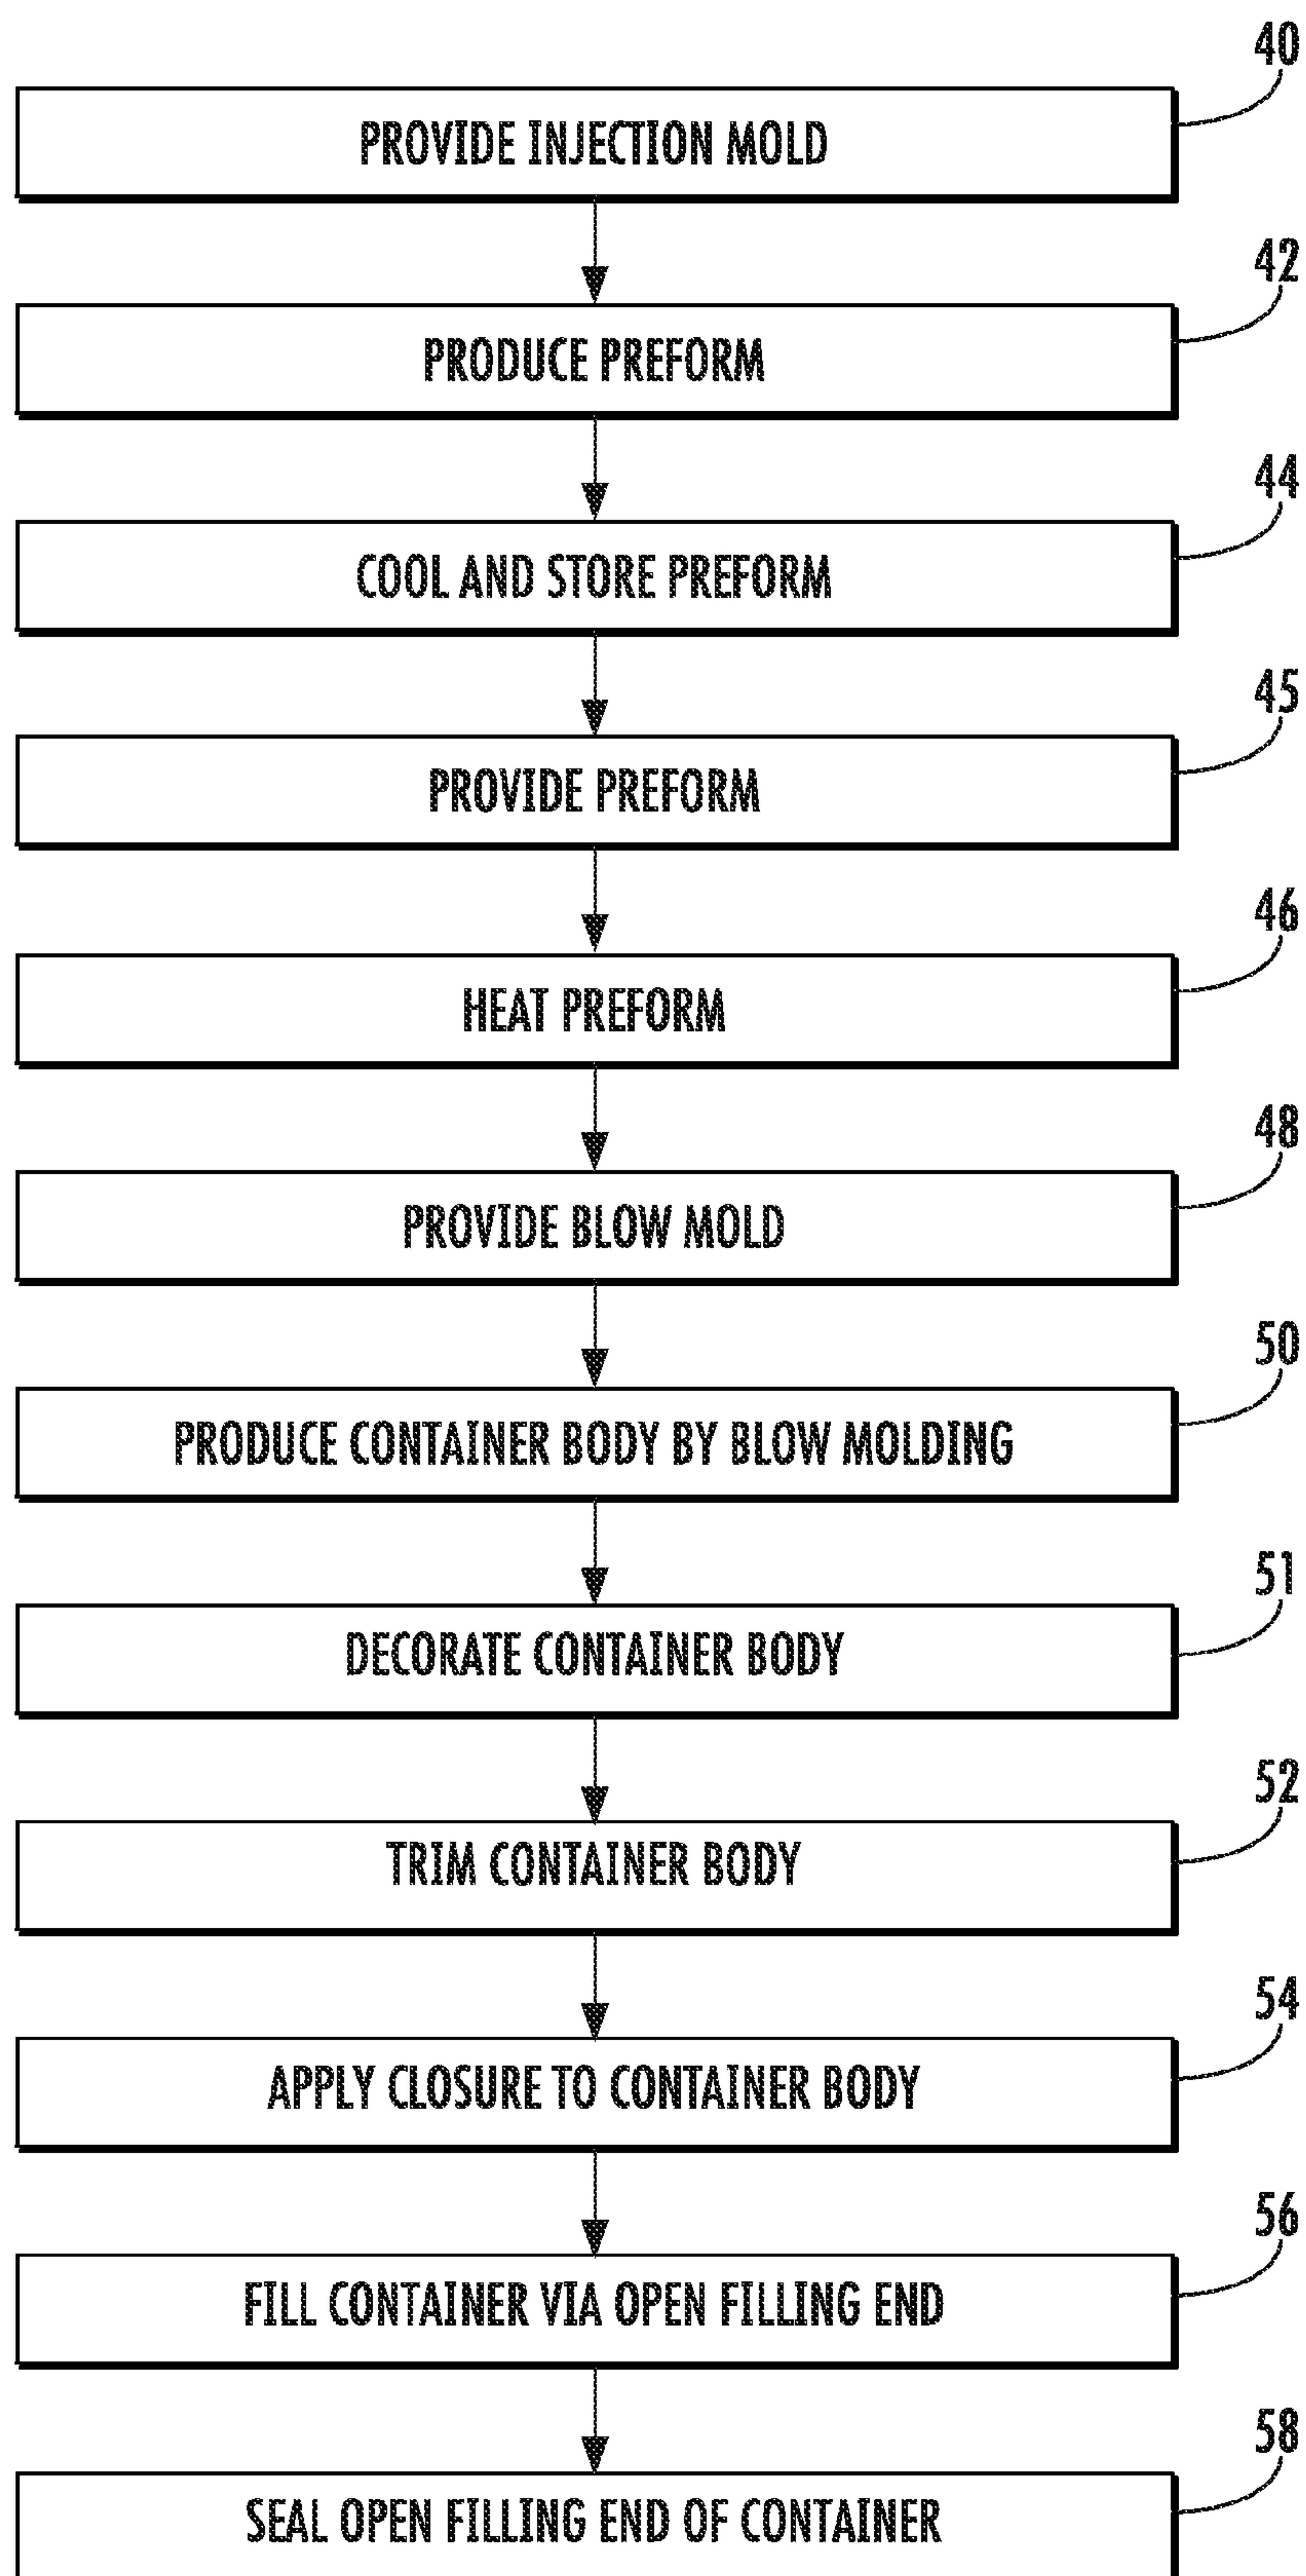 40
PROVIDE INJECTION MOLD
42
PRODUCE PREFORM
44
COOL AND STORE PREFORM
45
PROVIDE PREFORM
46
HEAT PREFORM
48
PROVIDE BLOW MOLD
50
PRODUCE CONTAINER BODY BY BLOW MOLDING
51
DECORATE CONTAINER BODY
52
TRIM CONTAINER BODY
54
APPLY CLOSURE TO CONTAINER BODY
56
FILL CONTAINER VIA OPEN FILLING END
58
SEAL OPEN FILLING END OF CONTAINER